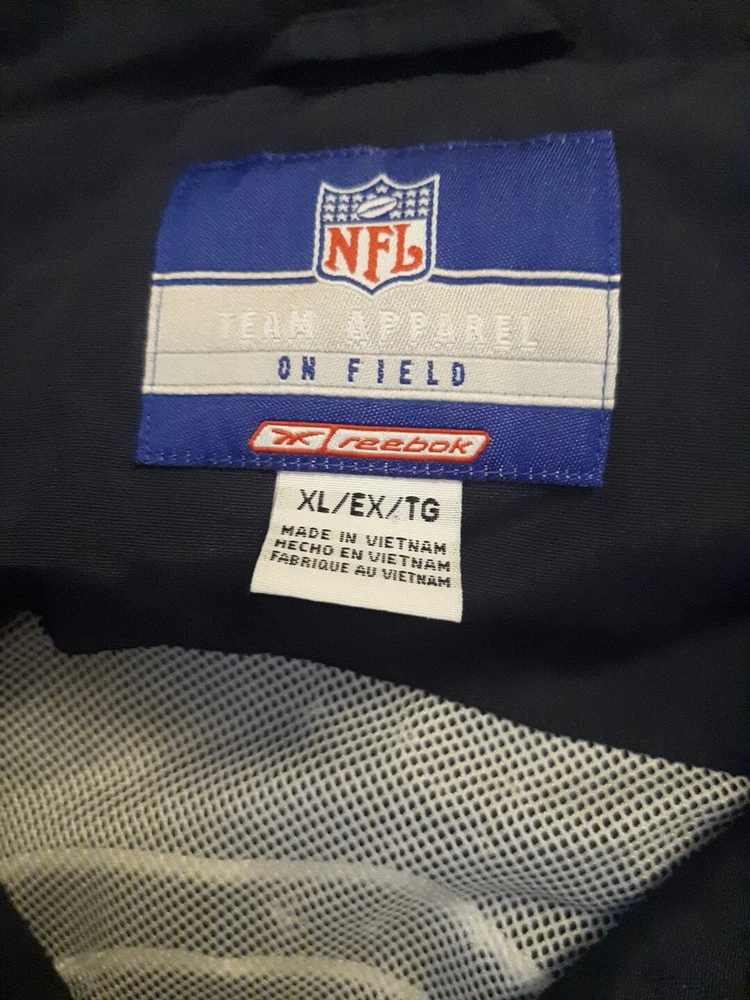 NFL
TEAM APPAREL
ON FIELD
reebok
XL/EX/TG
MADE IN VIETNAM
HECHO EN VIETNAM
FABRIQUE AU VIETNAM